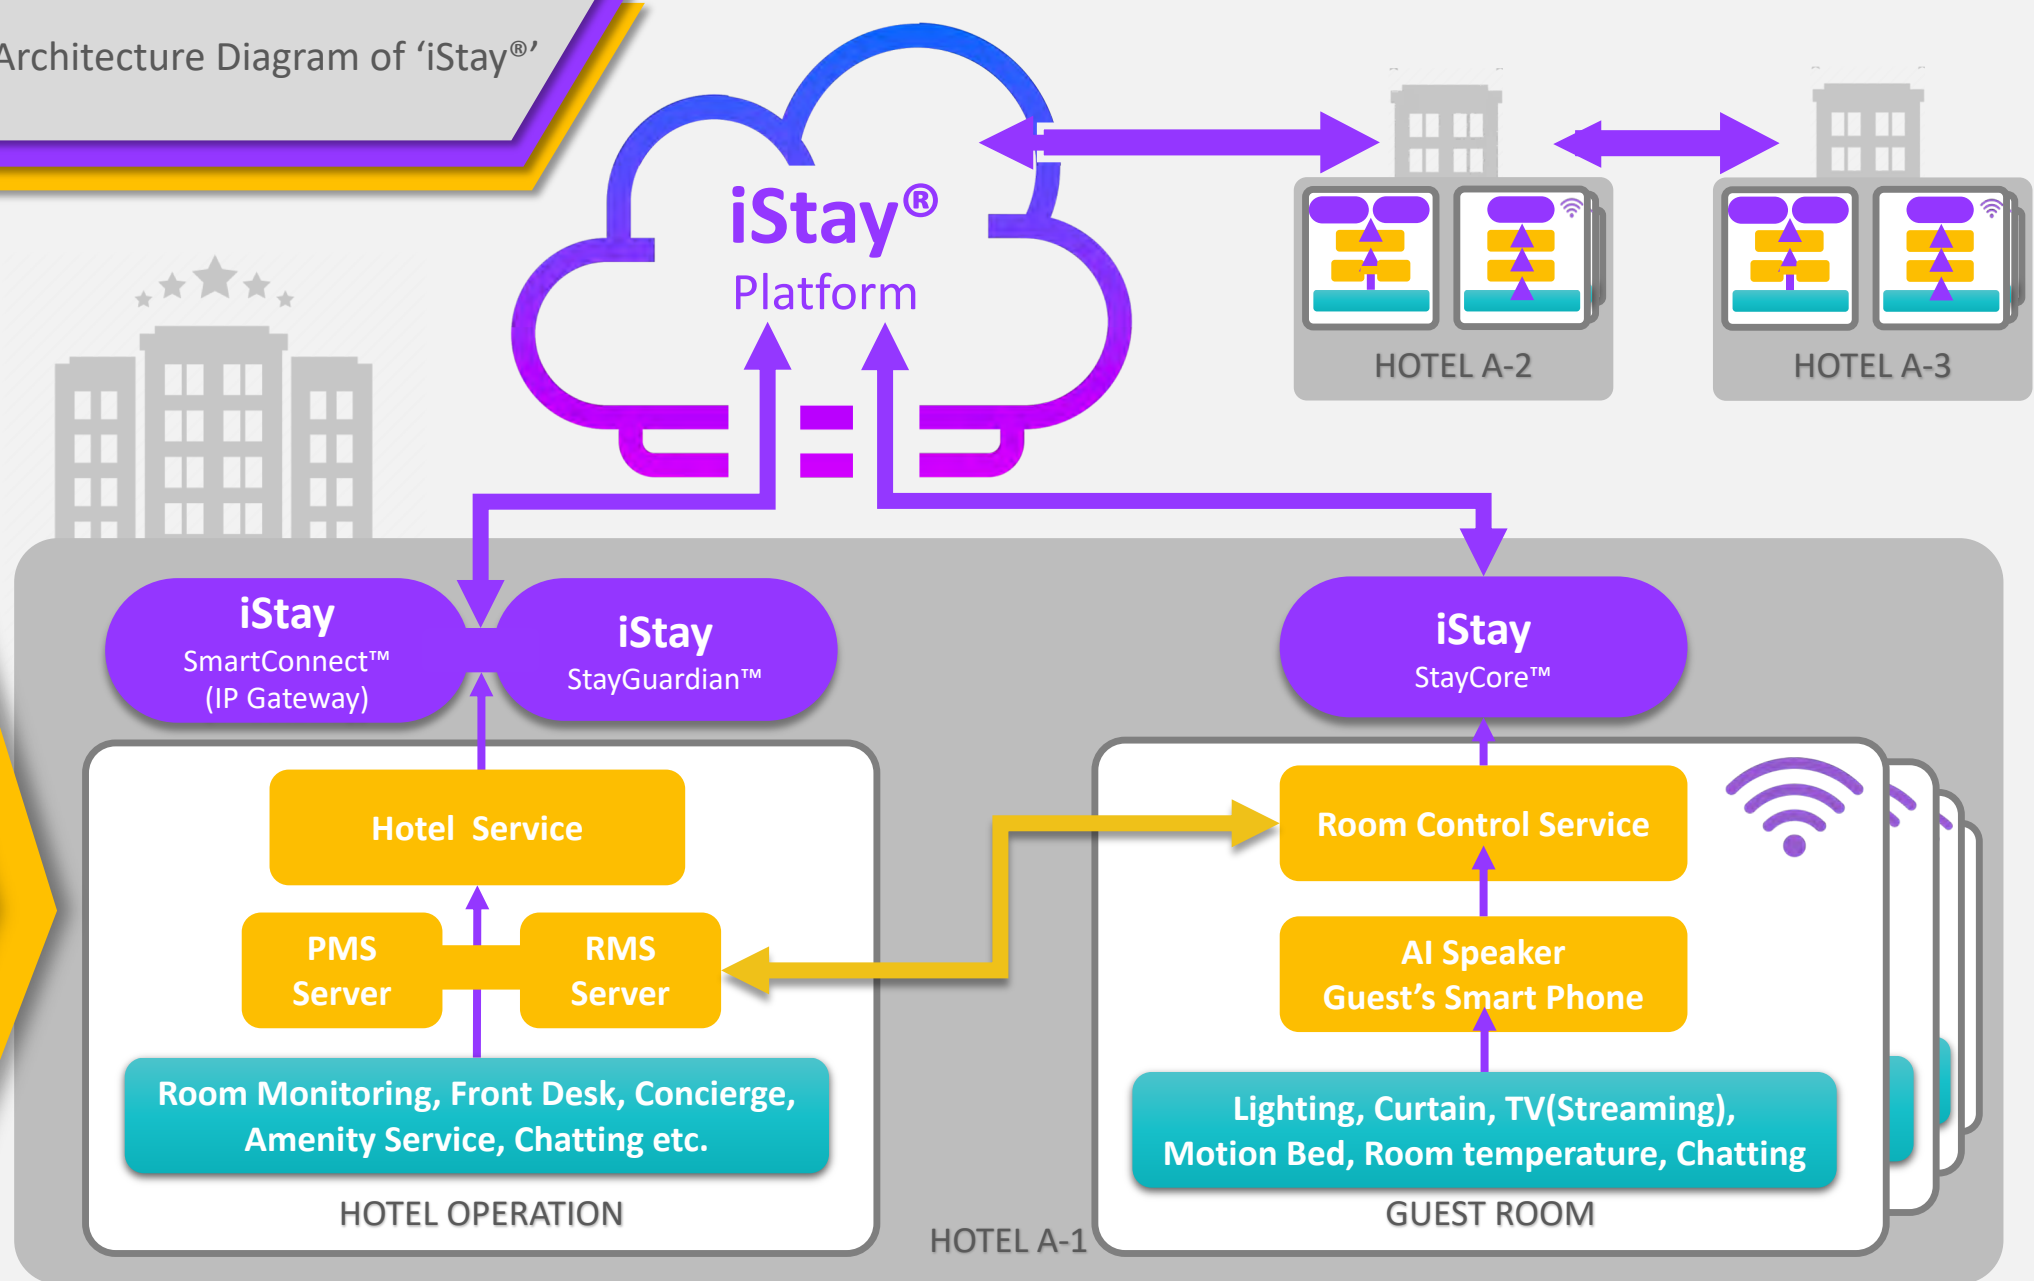 Architecture Diagram of ‘iStay®’
iStay®
Platform
HOTEL A-2
HOTEL A-3
iStay
SmartConnect™
(IP Gateway)
iStay
StayGuardian™
iStay
StayCore™
Hotel Service
PMS
Server
RMS
Server
Room Monitoring, Front Desk, Concierge,
Amenity Service, Chatting etc.
HOTEL OPERATION
Room Control Service
AI Speaker
Guest’s Smart Phone
Lighting, Curtain, TV(Streaming),
Motion Bed, Room temperature, Chatting
GUEST ROOM
HOTEL A-1